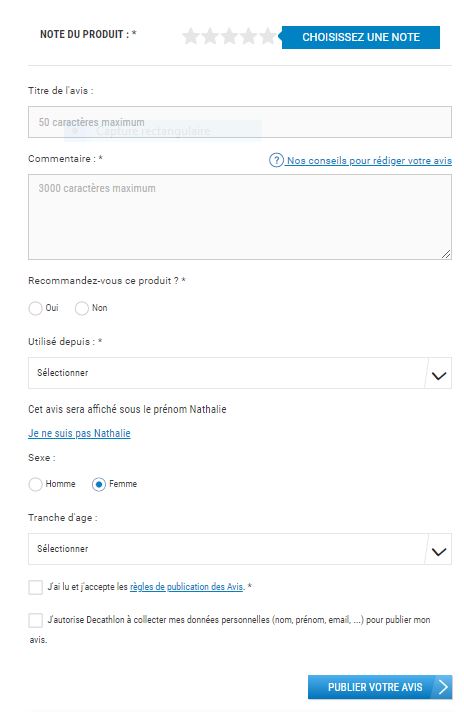 NOTE DU PRODUIT : *
CHOISISSEZ UNE NOTE
Titre de l'avis :
50 caractères maximum
Capture rectangulaire
Commentaire : *
? Nos conseils pour rédiger votre avis
3000 caractères maximum
Recommandez-vous ce produit ? *
Oui
Non
Utilisé depuis : *
Sélectionner
Cet avis sera affiché sous le prénom Nathalie
Je ne suis pas Nathalie
Sexe :
Homme
Femme
Tranche d'age :
Sélectionner
J'ai lu et j'accepte les règles de publication des Avis. *
J'autorise Decathlon à collecter mes données personnelles (nom, prénom, email, ...) pour publier mon
avis.
PUBLIER VOTRE AVIS